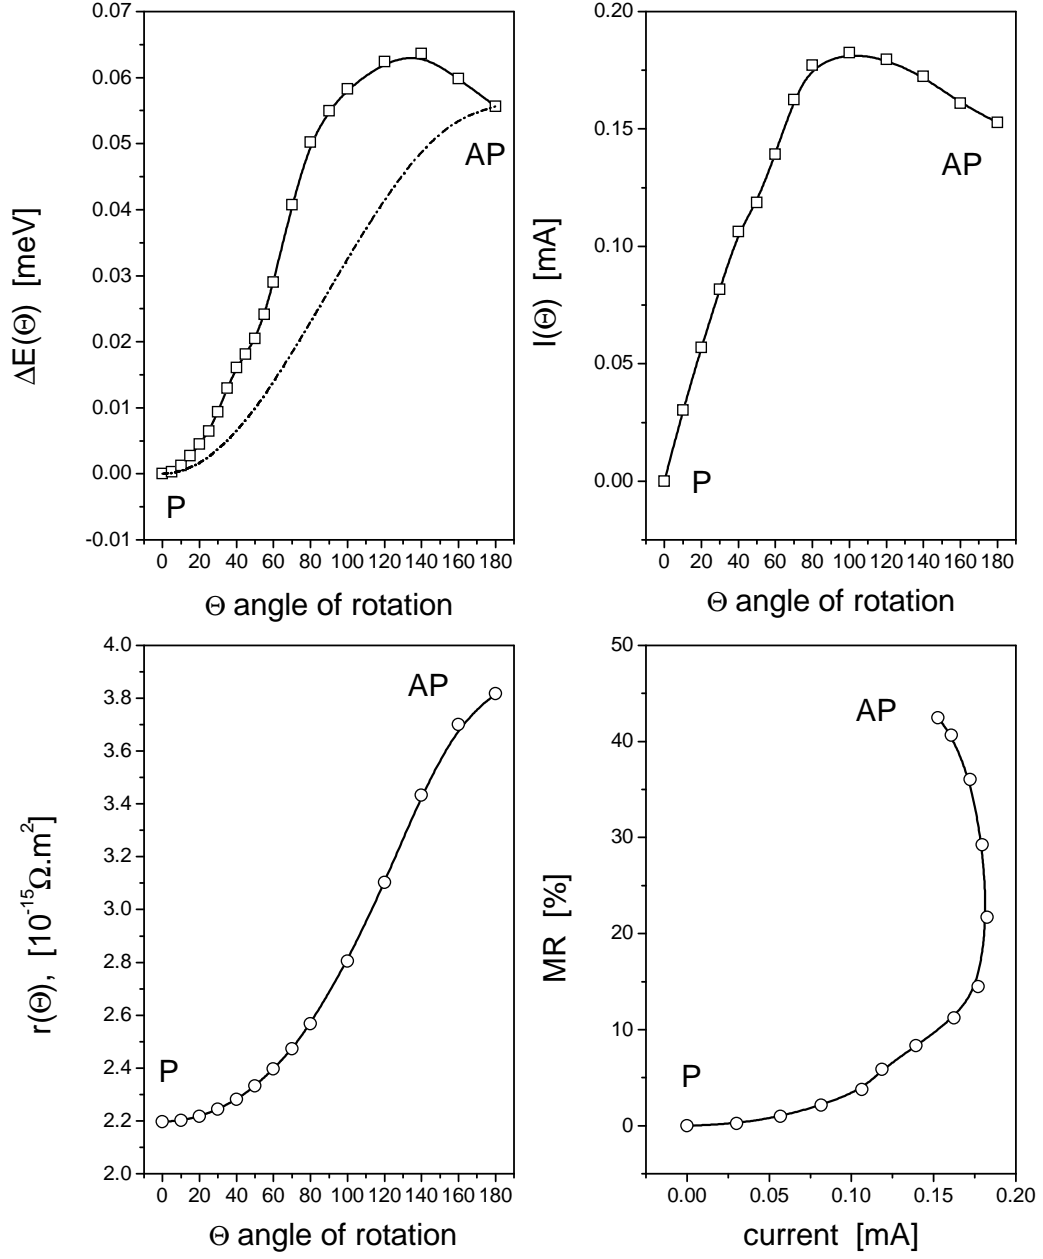 0.07
0.06
0.05
0.04
0.03
0.02
0.01
0.00
-0.01
ΔE(Θ) [meV]
AP
P
0 20 40 60 80 100 120 140 160 180
Θ angle of rotation
0.20
0.15
0.10
0.05
0.00
I(Θ) [mA]
AP
P
0 20 40 60 80 100 120 140 160 180
Θ angle of rotation
4.0
3.8
3.6
3.4
3.2
3.0
2.8
2.6
2.4
2.2
2.0
r(Θ), [10⁻¹⁵Ω.m²]
AP
P
0 20 40 60 80 100 120 140 160 180
Θ angle of rotation
50
40
30
20
10
0
MR [%]
AP
P
0.00 0.05 0.10 0.15 0.20
current [mA]